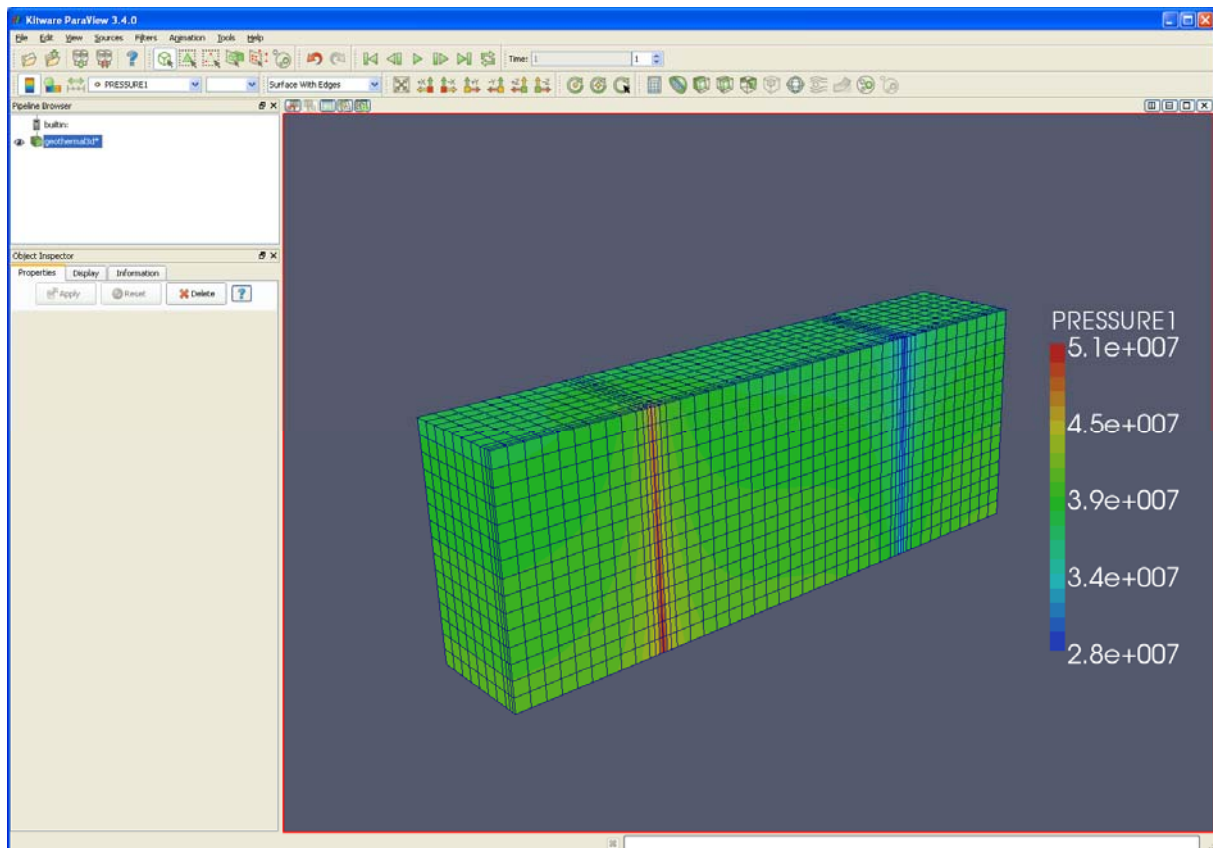 Kitware ParaView 3.4.0
File Edit View Sources Filters Animation Tools Help
Time: 1 1
PRESSURE1 Surface With Edges
Pipeline Browser
builtin:
geothermal3d*
Object Inspector
Properties Display Information
Apply Reset Delete ?
PRESSURE1
5.1e+007
4.5e+007
3.9e+007
3.4e+007
2.8e+007